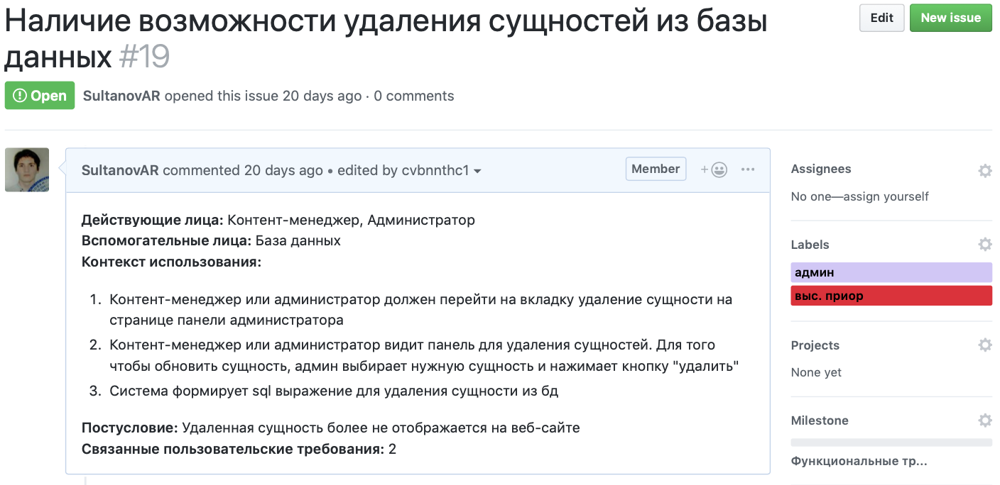 Наличие возможности удаления сущностей из базы
данных #19
Edit
New issue
Open
SultanovAR opened this issue 20 days ago · 0 comments
SultanovAR commented 20 days ago • edited by cvbnnthc1
Member
Действующие лица: Контент-менеджер, Администратор
Вспомогательные лица: База данных
Контекст использования:
1. Контент-менеджер или администратор должен перейти на вкладку удаление сущности на
странице панели администратора
2. Контент-менеджер или администратор видит панель для удаления сущностей. Для того
чтобы обновить сущность, админ выбирает нужную сущность и нажимает кнопку "удалить"
3. Система формирует sql выражение для удаления сущности из бд
Постусловие: Удаленная сущность более не отображается на веб-сайте
Связанные пользовательские требования: 2
Assignees
No one—assign yourself
Labels
админ
выс. приор
Projects
None yet
Milestone
Функциональные тр...